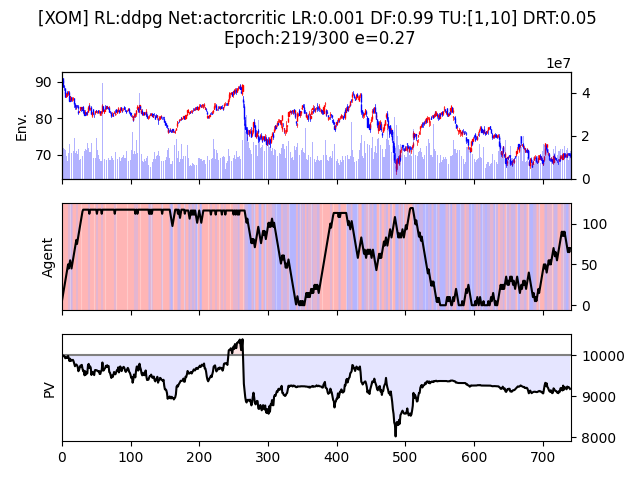 [XOM] RL:ddpg Net:actorcritic LR:0.001 DF:0.99 TU:[1,10] DRT:0.05
Epoch:219/300 e=0.27
1e7
90
80
70
Env.
4
2
0
Agent
100
50
0
PV
10000
9000
8000
0 100 200 300 400 500 600 700